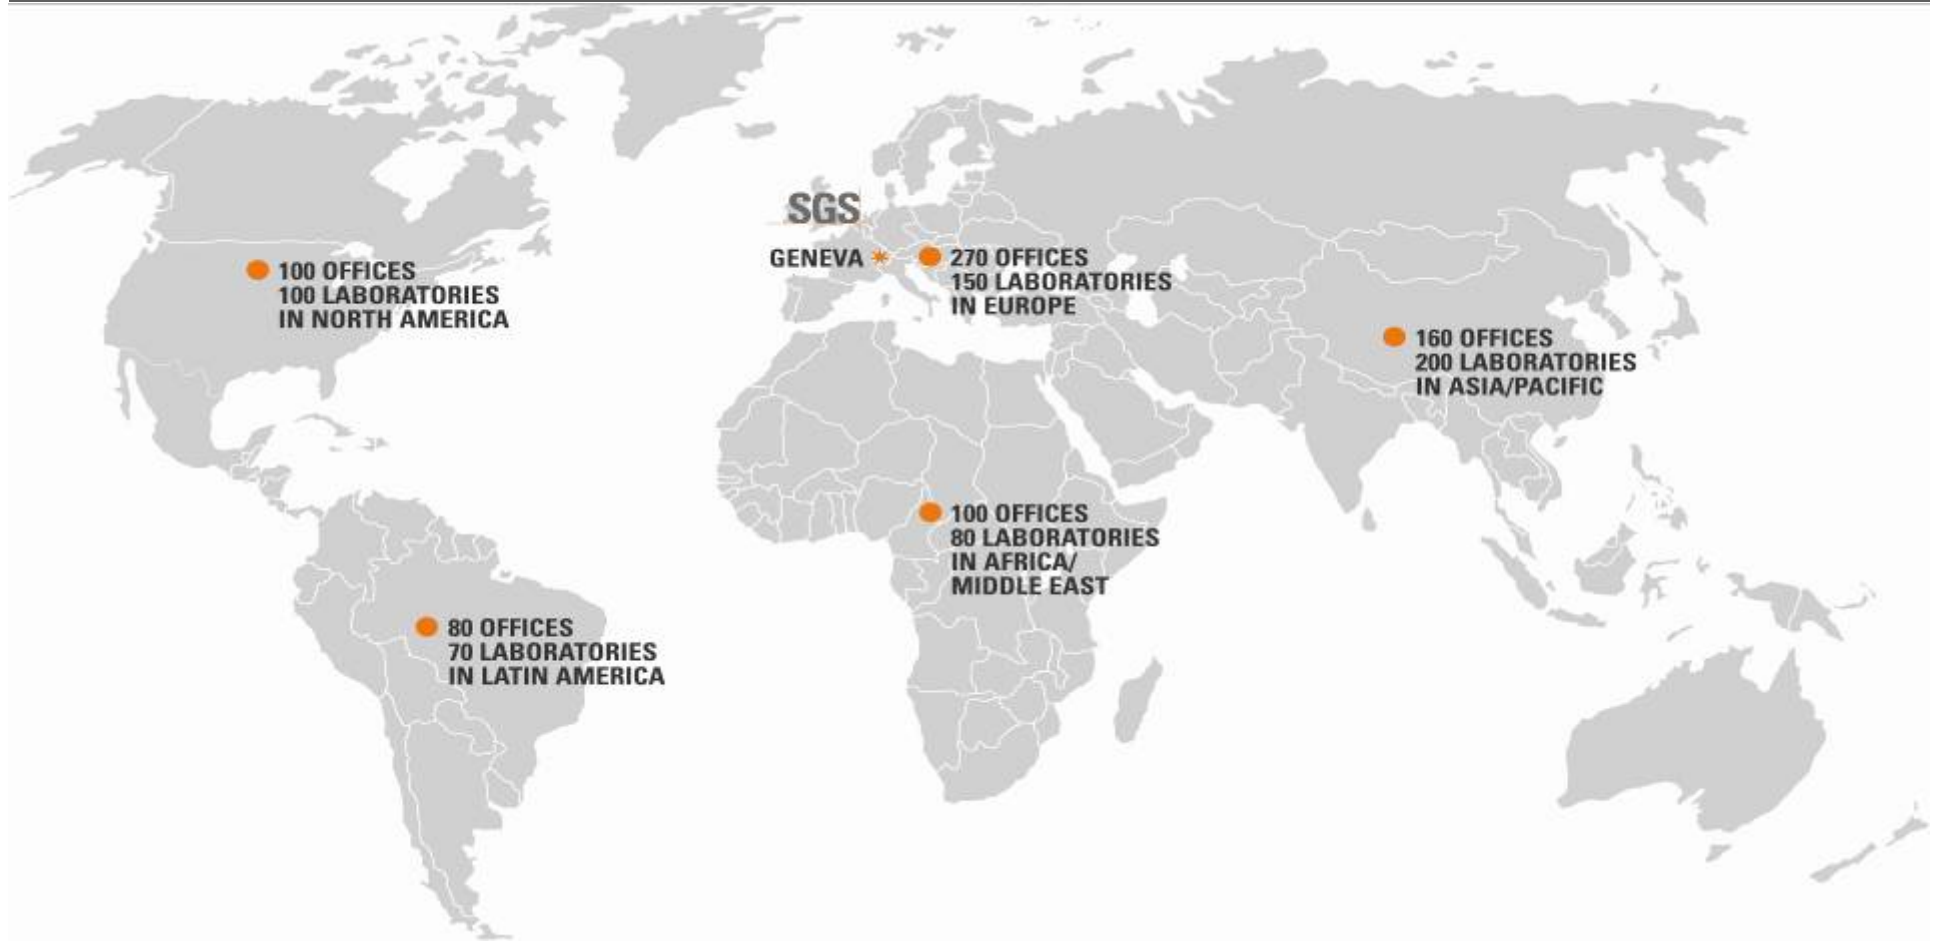 SGS
GENEVA
270 OFFICES
150 LABORATORIES
IN EUROPE
100 OFFICES
100 LABORATORIES
IN NORTH AMERICA
160 OFFICES
200 LABORATORIES
IN ASIA/PACIFIC
100 OFFICES
80 LABORATORIES
IN AFRICA/
MIDDLE EAST
80 OFFICES
70 LABORATORIES
IN LATIN AMERICA